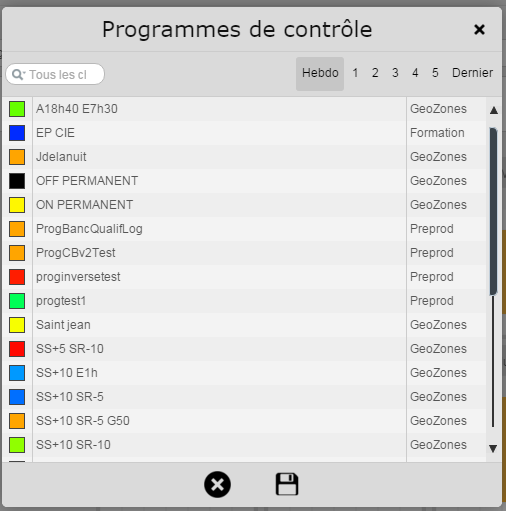 Programmes de contrôle
Tous les cl
Hebdo 1 2 3 4 5 Dernier
A18h40 E7h30 GeoZones
EP CIE Formation
Jdelanuit GeoZones
OFF PERMANENT GeoZones
ON PERMANENT GeoZones
ProgBancQualifLog Preprod
ProgCBv2Test Preprod
proginversetest Preprod
progtest1 Preprod
Saint jean GeoZones
SS+5 SR-10 GeoZones
SS+10 E1h GeoZones
SS+10 SR-5 GeoZones
SS+10 SR-5 G50 GeoZones
SS+10 SR-10 GeoZones